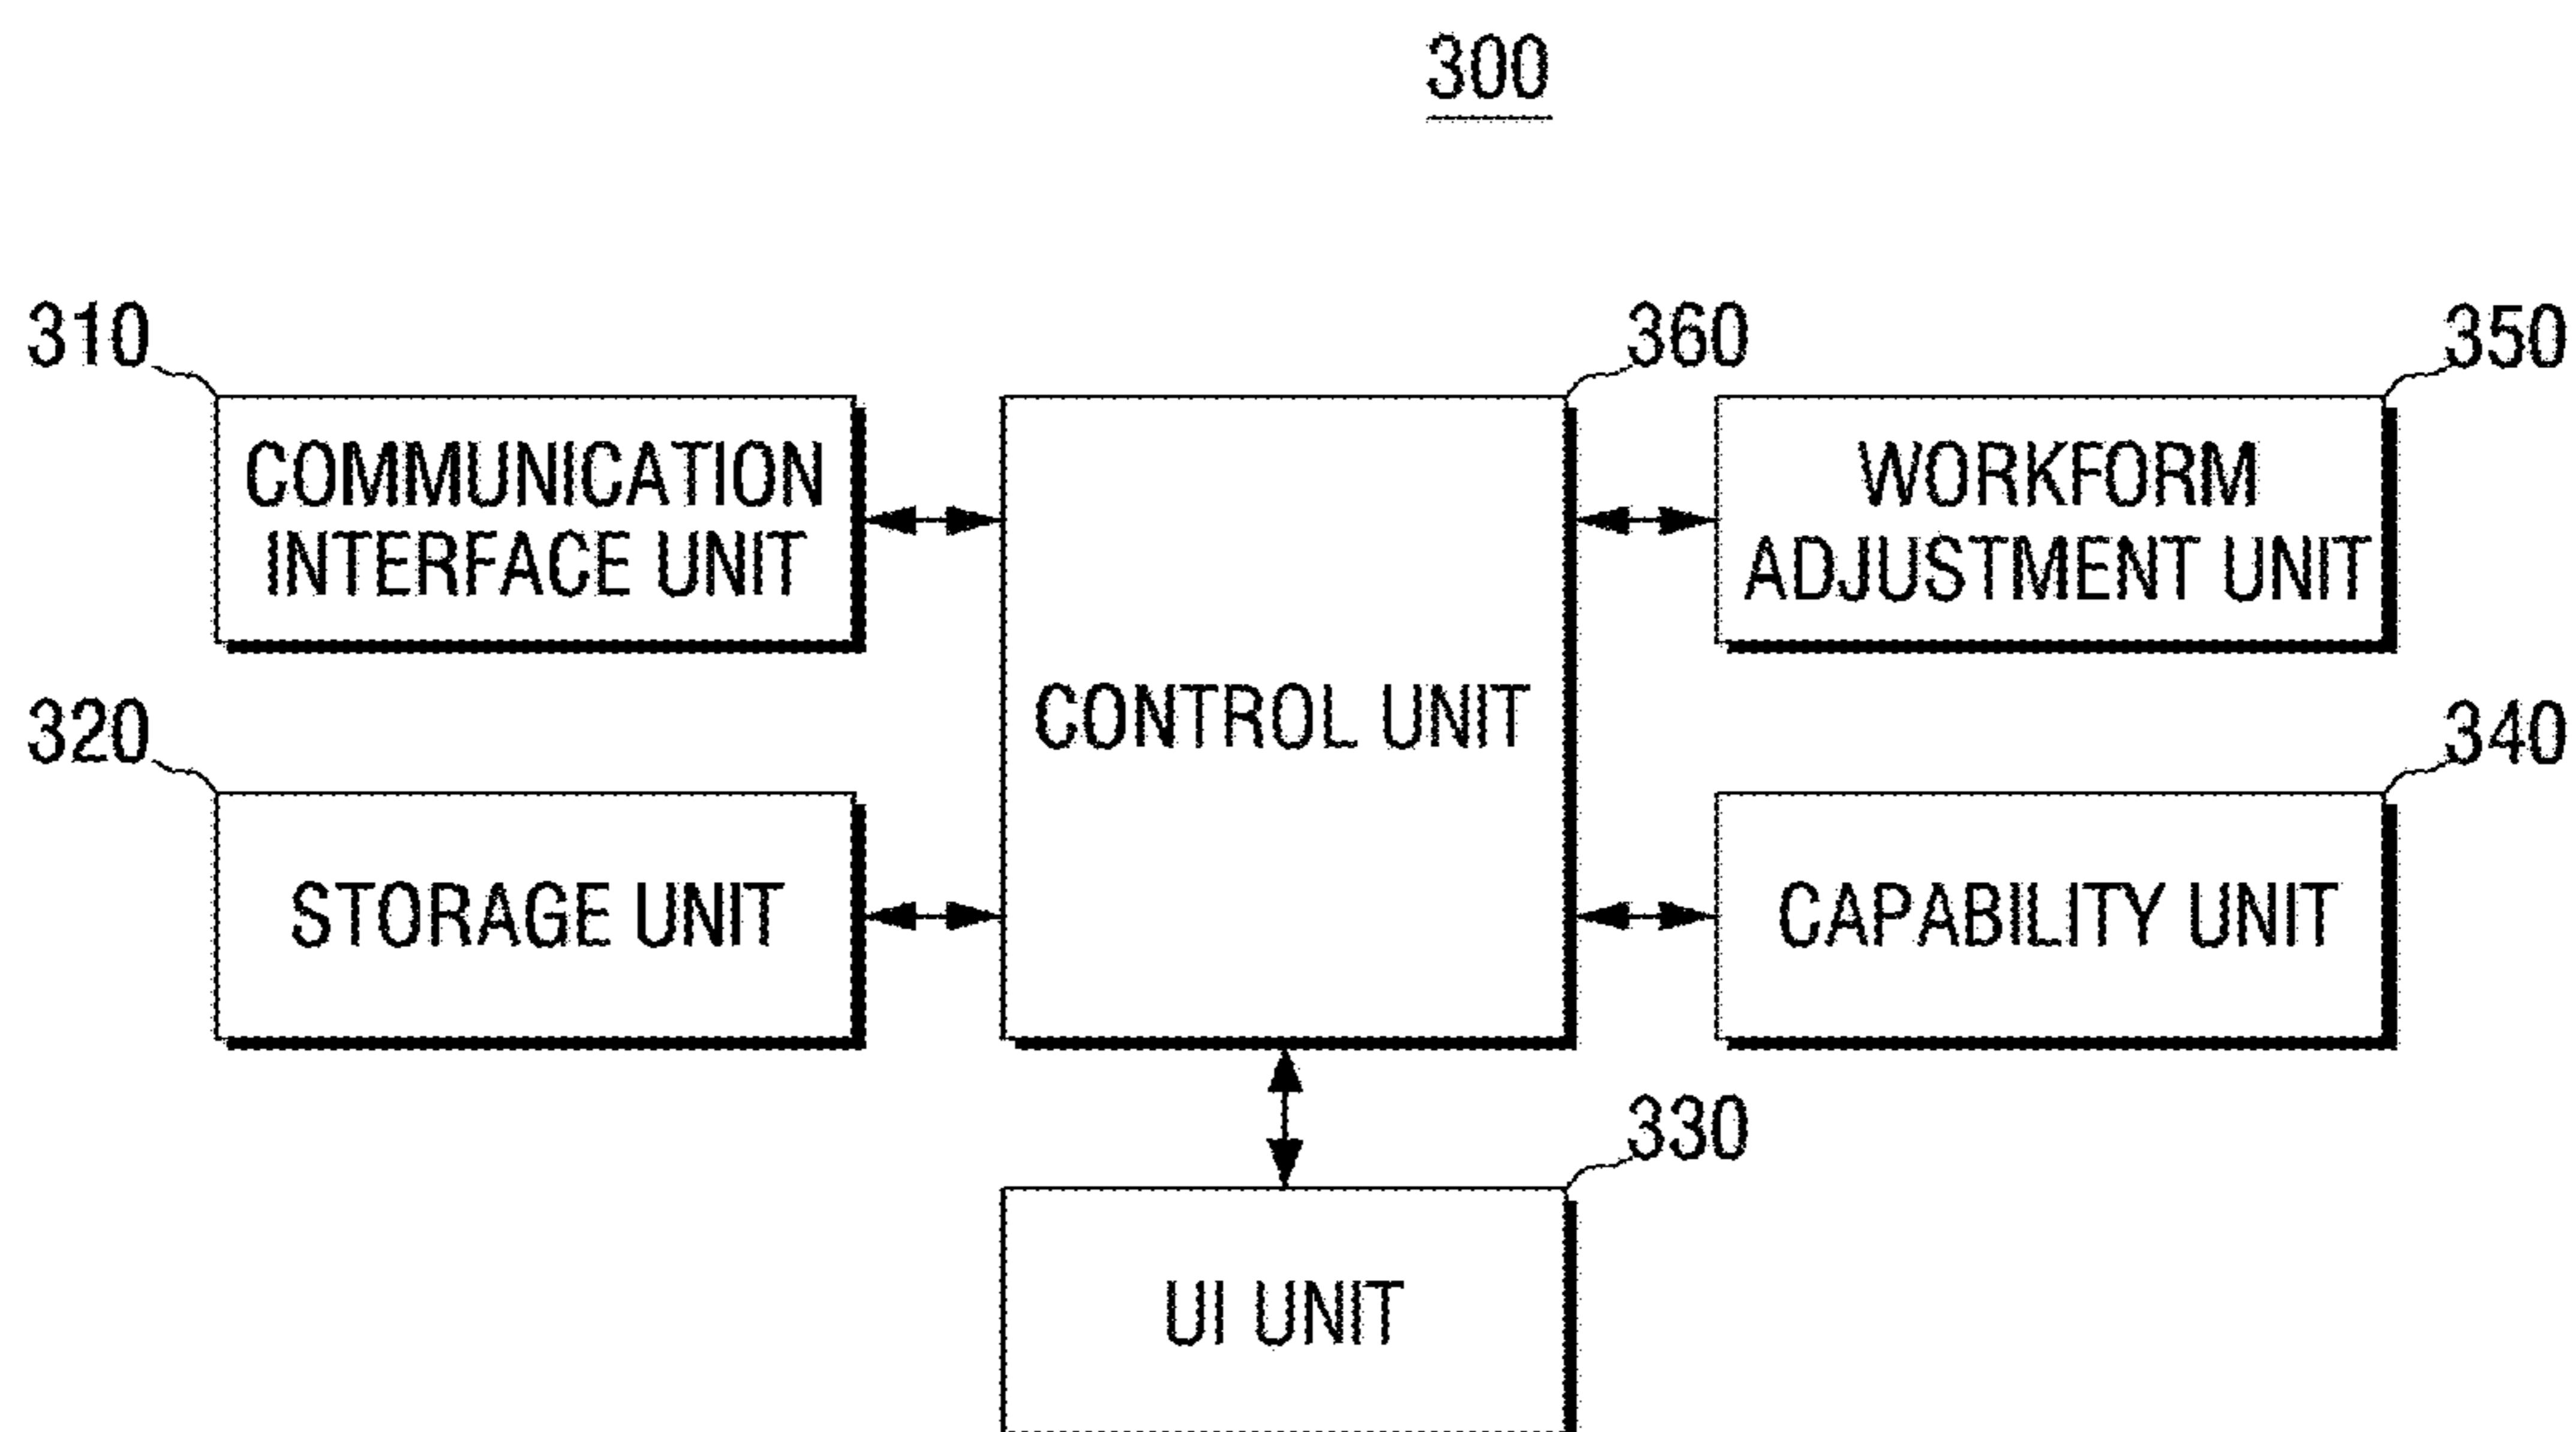 300
310
360
350
COMMUNICATION
INTERFACE UNIT
CONTROL UNIT
WORKFORM
ADJUSTMENT UNIT
320
340
STORAGE UNIT
CAPABILITY UNIT
330
UI UNIT